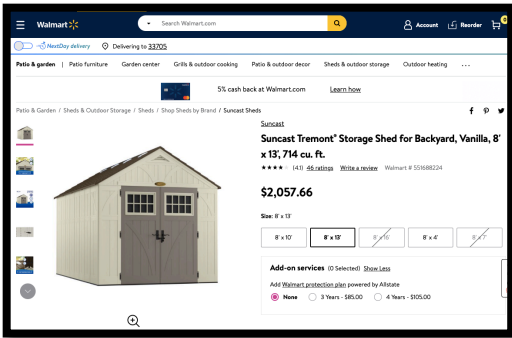 Walmart
Search Walmart.com
Account
Reorder
0
NextDay delivery
Delivering to 33705
Patio & garden | Patio furniture Garden center Grills & outdoor cooking Patio & outdoor decor Sheds & outdoor storage Outdoor heating ...
5% cash back at Walmart.com Learn how
Patio & Garden / Sheds & Outdoor Storage / Sheds / Shop Sheds by Brand / Suncast Sheds
Suncast
Suncast Tremont® Storage Shed for Backyard, Vanilla, 8'
x 13', 714 cu. ft.
(4.1) 46 ratings Write a review Walmart # 551688224
$2,057.66
Size: 8' x 13'
8' x 10' 8' x 13' 8' x 16' 8' x 4' 8' x 7'
Add-on services (0 Selected) Show Less
Add Walmart protection plan powered by Allstate
None 3 Years - $85.00 4 Years - $105.00